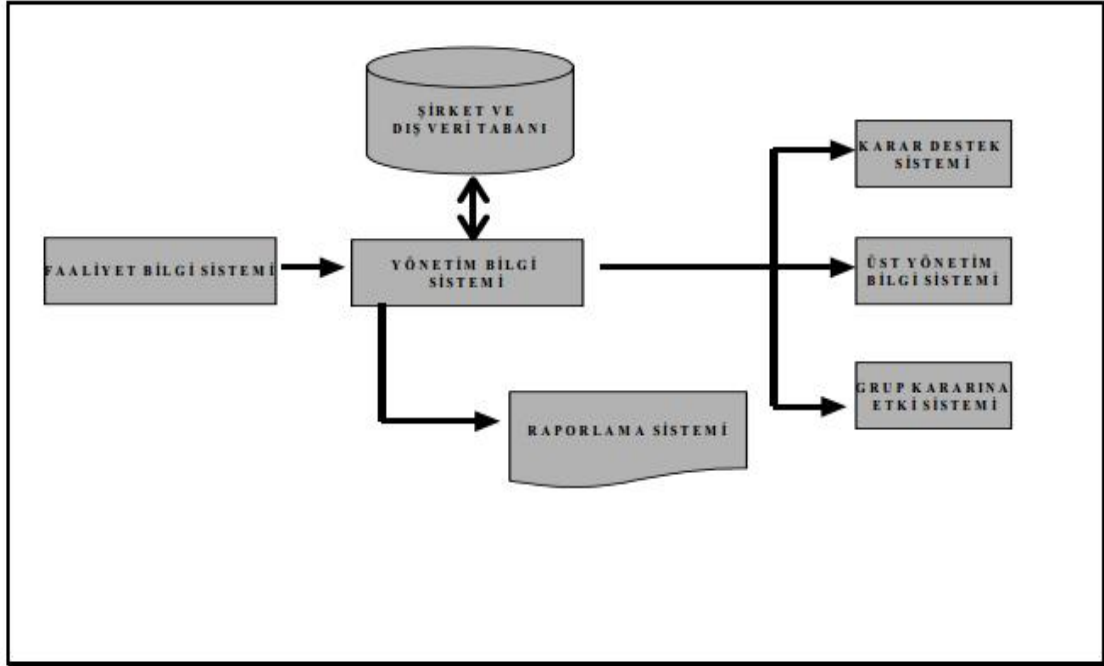 ŞİRKET VE
DIŞ VERİ TABANI
KARAR DESTEK
SİSTEMİ
FAALİYET BİLGİ SİSTEMİ
YÖNETİM BİLGİ
SİSTEMİ
ÜST YÖNETİM
BİLGİ SİSTEMİ
GRUP KARARINA
ETKİ SİSTEMİ
RAPORLAMA SİSTEMİ